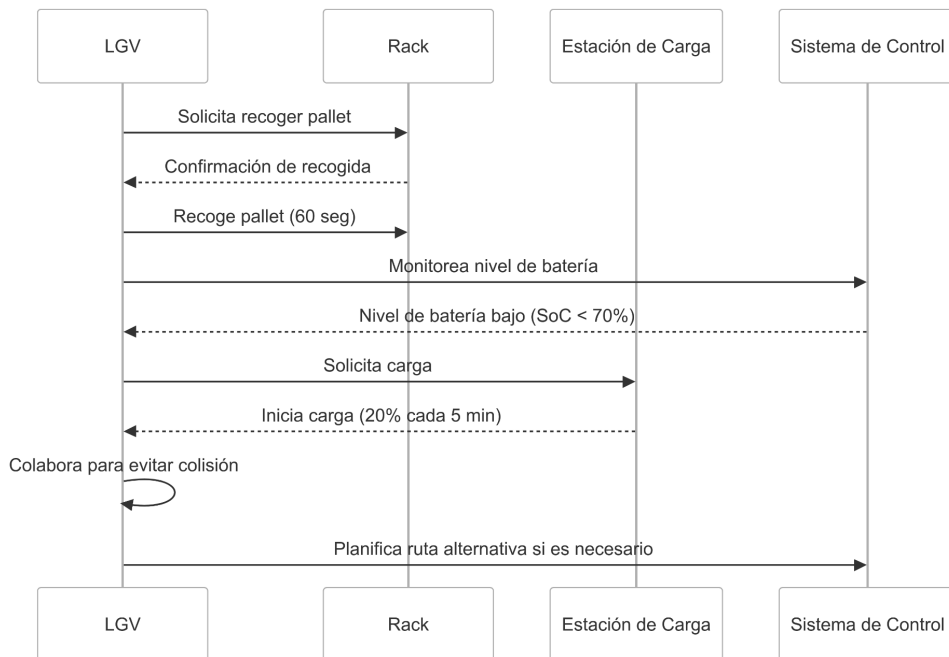 LGV
Rack
Estación de Carga
Sistema de Control
Solicita recoger pallet
Confirmación de recogida
Recoge pallet (60 seg)
Monitorea nivel de batería
Nivel de batería bajo (SoC < 70%)
Solicita carga
Inicia carga (20% cada 5 min)
Colabora para evitar colisión
Planifica ruta alternativa si es necesario
LGV
Rack
Estación de Carga
Sistema de Control